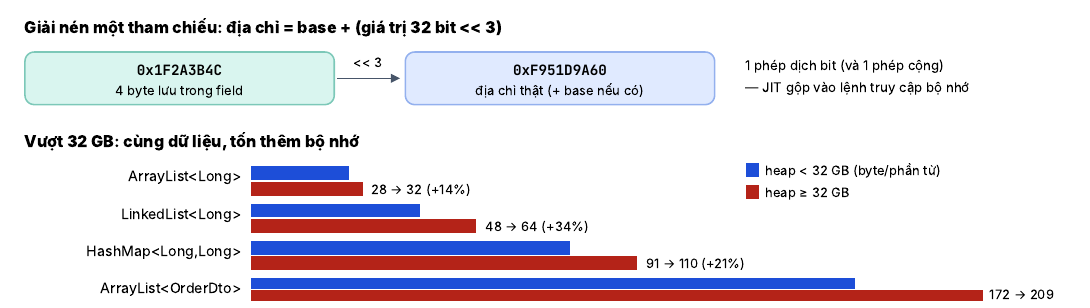 Giải nén một tham chiếu: địa chỉ = base + (giá trị 32 bit << 3)
0x1F2A3B4C
4 byte lưu trong field
<< 3
0xF951D9A60
địa chỉ thật (+ base nếu có)
1 phép dịch bit (và 1 phép cộng)
— JIT gộp vào lệnh truy cập bộ nhớ
Vượt 32 GB: cùng dữ liệu, tốn thêm bộ nhớ
heap < 32 GB (byte/phần tử)
heap ≥ 32 GB
ArrayList<Long>
28 → 32 (+14%)
LinkedList<Long>
48 → 64 (+34%)
HashMap<Long,Long>
91 → 110 (+21%)
ArrayList<OrderDto>
172 → 209